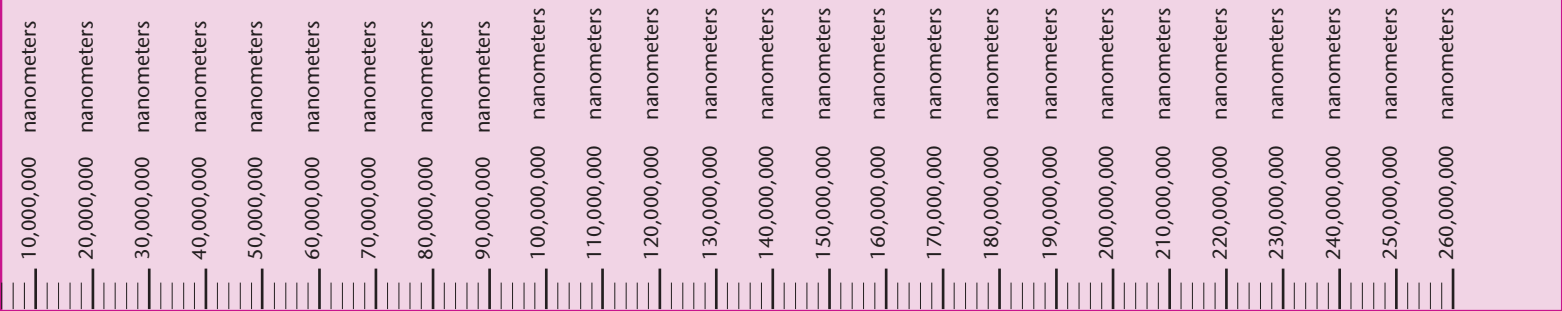 10,000,000 nanometers
20,000,000 nanometers
30,000,000 nanometers
40,000,000 nanometers
50,000,000 nanometers
60,000,000 nanometers
70,000,000 nanometers
80,000,000 nanometers
90,000,000 nanometers
100,000,000 nanometers
110,000,000 nanometers
120,000,000 nanometers
130,000,000 nanometers
140,000,000 nanometers
150,000,000 nanometers
160,000,000 nanometers
170,000,000 nanometers
180,000,000 nanometers
190,000,000 nanometers
200,000,000 nanometers
210,000,000 nanometers
220,000,000 nanometers
230,000,000 nanometers
240,000,000 nanometers
250,000,000 nanometers
260,000,000 nanometers